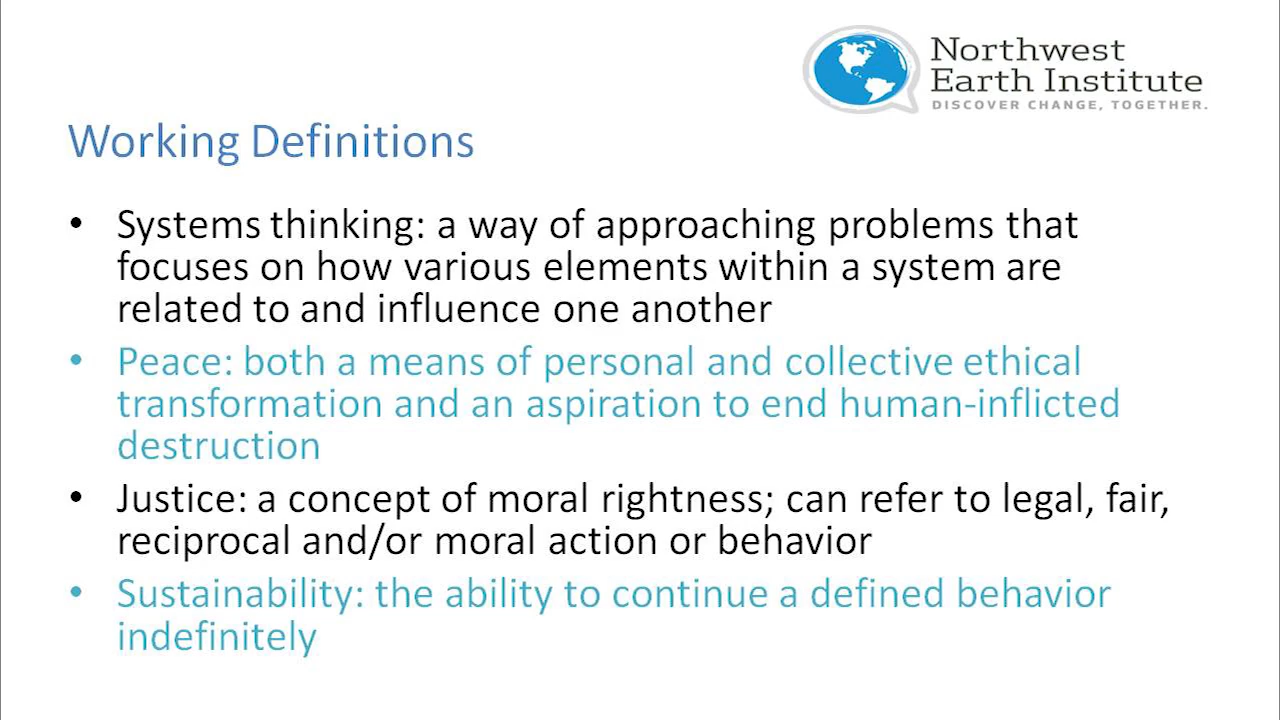 Northwest
Earth Institute
DISCOVER CHANGE, TOGETHER.
Working Definitions
• Systems thinking: a way of approaching problems that
focuses on how various elements within a system are
related to and influence one another
• Peace: both a means of personal and collective ethical
transformation and an aspiration to end human-inflicted
destruction
• Justice: a concept of moral rightness; can refer to legal, fair,
reciprocal and/or moral action or behavior
• Sustainability: the ability to continue a defined behavior
indefinitely